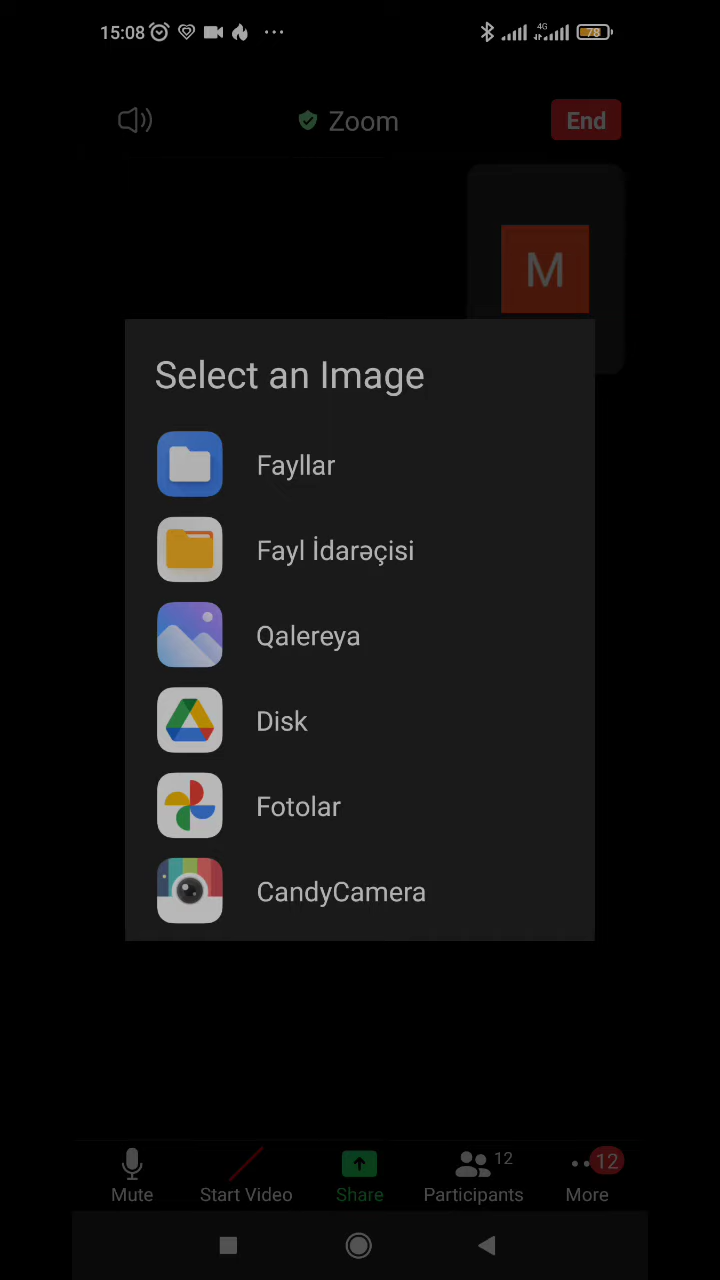 15:08
4G
78
Zoom
End
M
Select an Image
Fayllar
Fayl İdarəçisi
Qalereya
Disk
Fotolar
CandyCamera
12
12
Mute
Start Video
Share
Participants
More